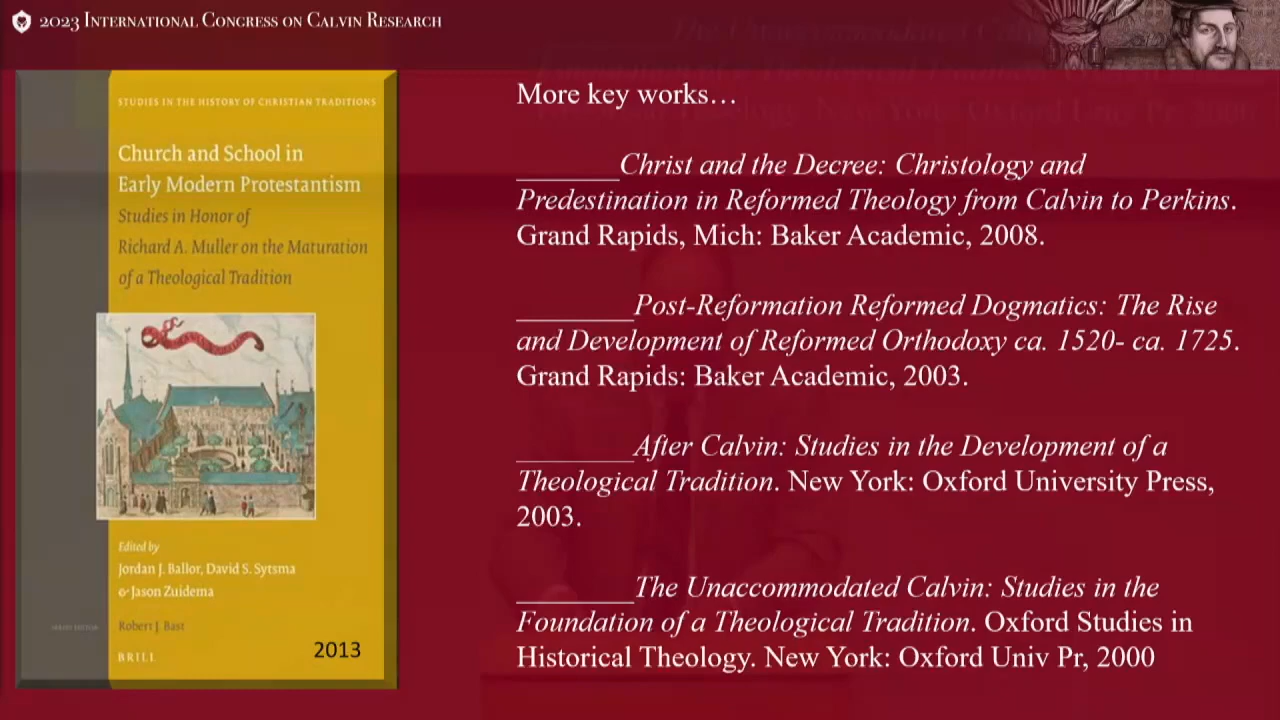 2023 International Congress on Calvin Research
STUDIES IN THE HISTORY OF CHRISTIAN TRADITIONS
Church and School in
Early Modern Protestantism
Studies in Honor of
Richard A. Muller on the Maturation
of a Theological Tradition
Edited by
Jordan J. Ballor, David S. Sytsma
& Jason Zuidema
SERIES EDITOR
Robert J. Bast
BRILL
2013
More key works…
_______Christ and the Decree: Christology and
Predestination in Reformed Theology from Calvin to Perkins.
Grand Rapids, Mich: Baker Academic, 2008.
________Post-Reformation Reformed Dogmatics: The Rise
and Development of Reformed Orthodoxy ca. 1520- ca. 1725.
Grand Rapids: Baker Academic, 2003.
________After Calvin: Studies in the Development of a
Theological Tradition. New York: Oxford University Press,
2003.
________The Unaccommodated Calvin: Studies in the
Foundation of a Theological Tradition. Oxford Studies in
Historical Theology. New York: Oxford Univ Pr, 2000